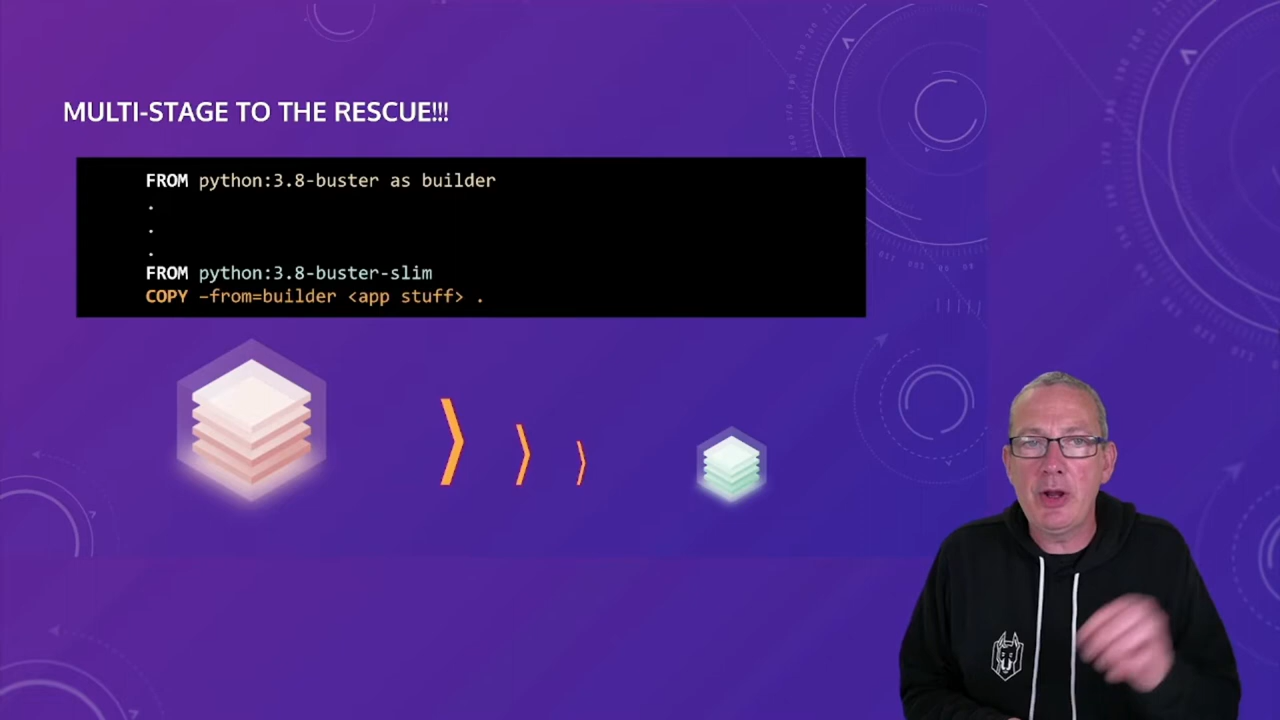 MULTI-STAGE TO THE RESCUE!!!
FROM python:3.8-buster as builder
.
.
.
FROM python:3.8-buster-slim
COPY –from=builder <app stuff> .